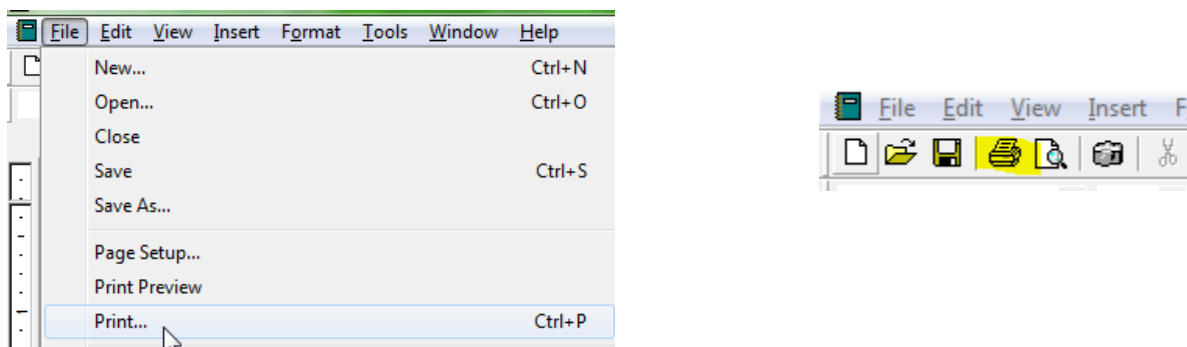 File Edit View Insert Format Tools Window Help
New... Ctrl+N
Open... Ctrl+O
Close
Save Ctrl+S
Save As...
Page Setup...
Print Preview
Print... Ctrl+P
File Edit View Insert F